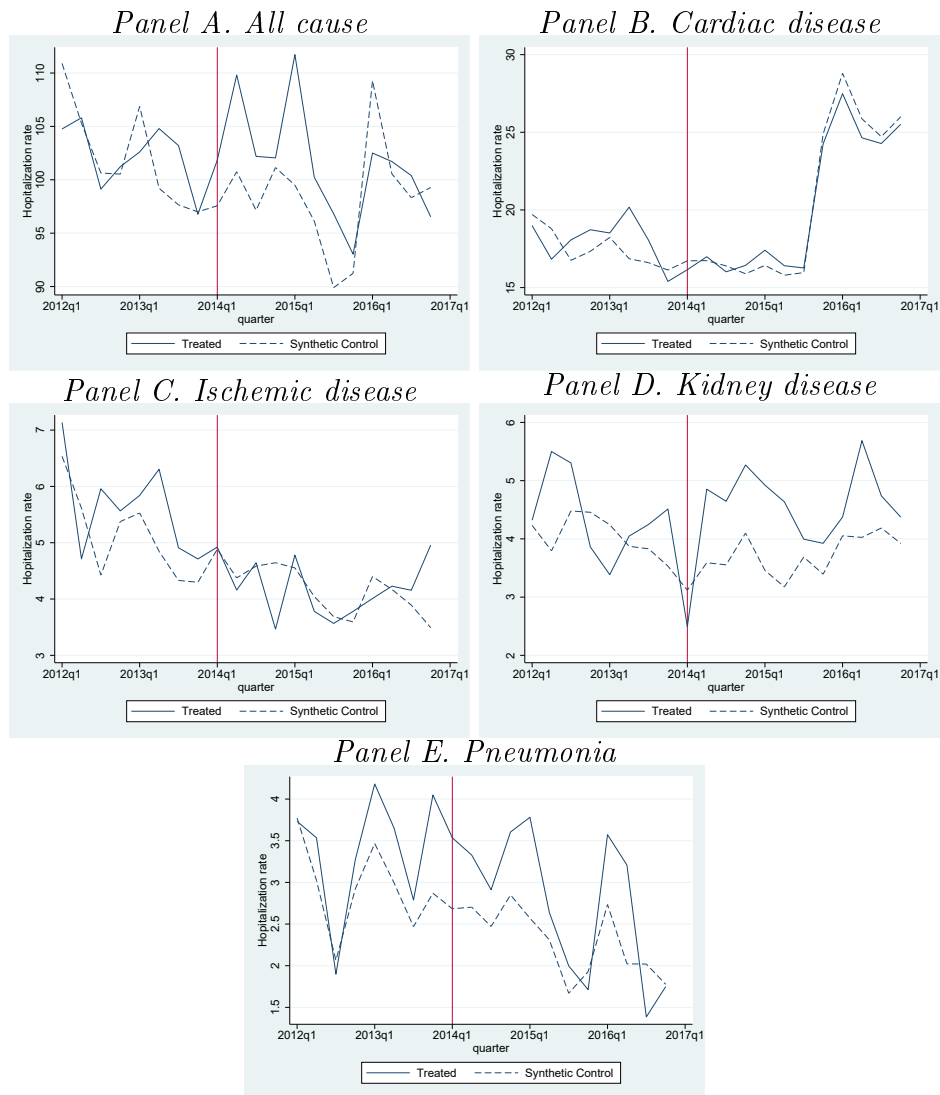 Panel A. All cause
Hopitalization rate
110
105
100
95
90
2012q1 2013q1 2014q1 2015q1 2016q1 2017q1
quarter
Treated Synthetic Control
Panel B. Cardiac disease
Hopitalization rate
30
25
20
15
2012q1 2013q1 2014q1 2015q1 2016q1 2017q1
quarter
Treated Synthetic Control
Panel C. Ischemic disease
Hopitalization rate
7
6
5
4
3
2012q1 2013q1 2014q1 2015q1 2016q1 2017q1
quarter
Treated Synthetic Control
Panel D. Kidney disease
Hopitalization rate
6
5
4
3
2
2012q1 2013q1 2014q1 2015q1 2016q1 2017q1
quarter
Treated Synthetic Control
Panel E. Pneumonia
Hopitalization rate
4
3.5
3
2.5
2
1.5
2012q1 2013q1 2014q1 2015q1 2016q1 2017q1
quarter
Treated Synthetic Control